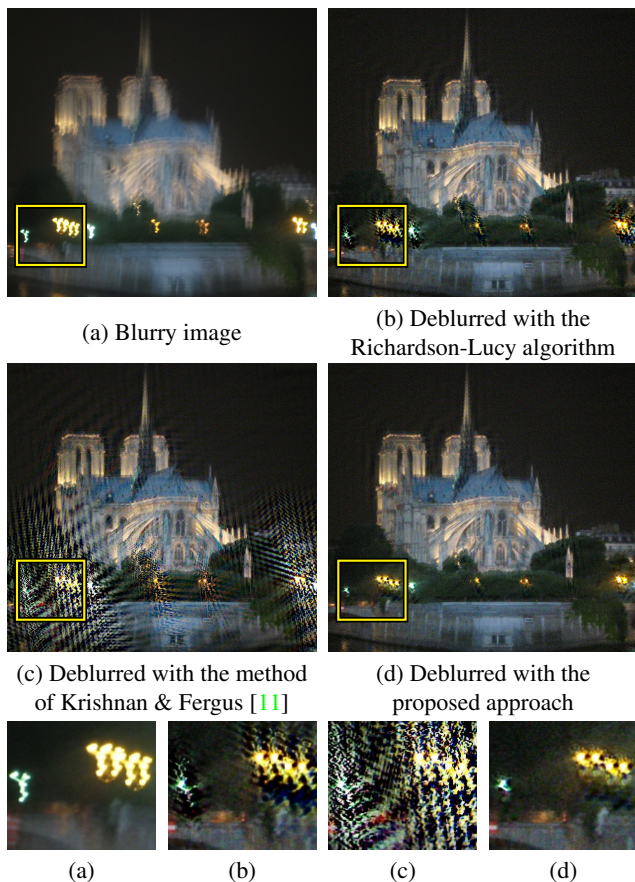 (a) Blurry image
(b) Deblurred with the
Richardson-Lucy algorithm
(c) Deblurred with the method
of Krishnan & Fergus [11]
(d) Deblurred with the
proposed approach
(a)
(b)
(c)
(d)